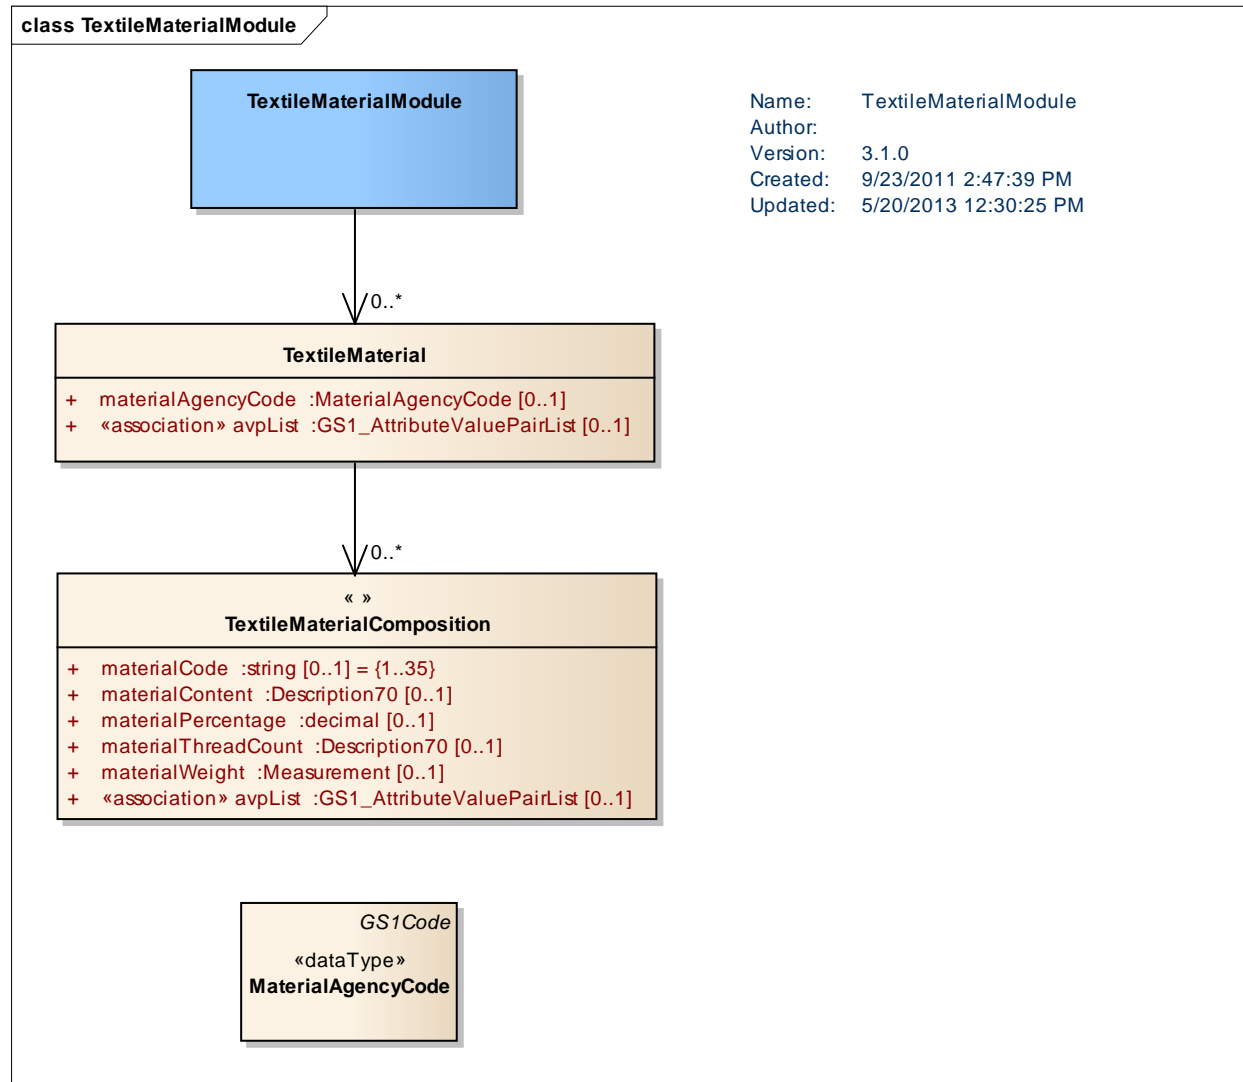 class TextileMaterialModule
TextileMaterialModule
Name: TextileMaterialModule
Author:
Version: 3.1.0
Created: 9/23/2011 2:47:39 PM
Updated: 5/20/2013 12:30:25 PM
0..*
TextileMaterial
+ materialAgencyCode :MaterialAgencyCode [0..1]
+ «association» avpList :GS1_AttributeValuePairList [0..1]
0..*
« »
TextileMaterialComposition
+ materialCode :string [0..1] = {1..35}
+ materialContent :Description70 [0..1]
+ materialPercentage :decimal [0..1]
+ materialThreadCount :Description70 [0..1]
+ materialWeight :Measurement [0..1]
+ «association» avpList :GS1_AttributeValuePairList [0..1]
GS1Code
«dataType»
MaterialAgencyCode